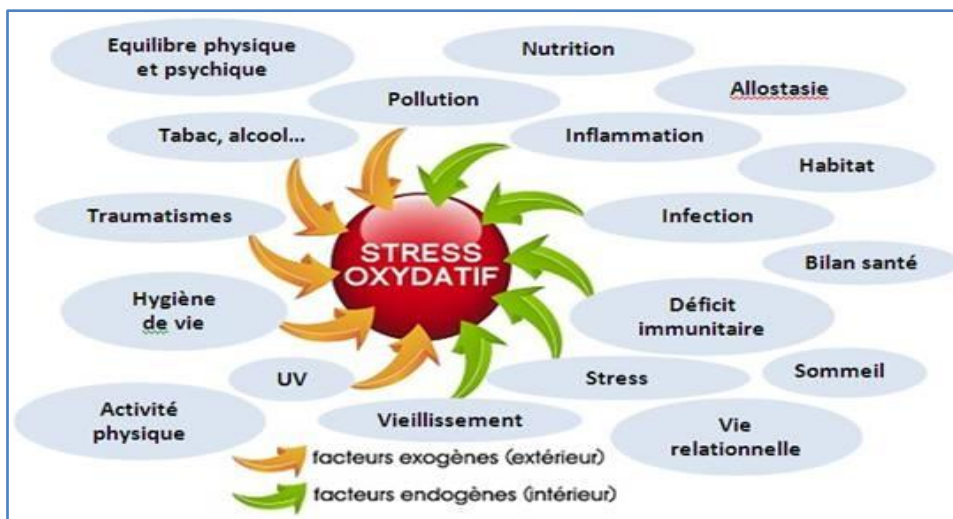 Equilibre physique
et psychique
Nutrition
Allostasie
Pollution
Tabac, alcool...
Inflammation
Habitat
Traumatismes
Infection
STRESS
OXYDATIF
Bilan santé
Hygiène
de vie
Déficit
immunitaire
UV
Stress
Sommeil
Activité
physique
Vieillissement
Vie
relationnelle
facteurs exogènes (extérieur)
facteurs endogènes (intérieur)